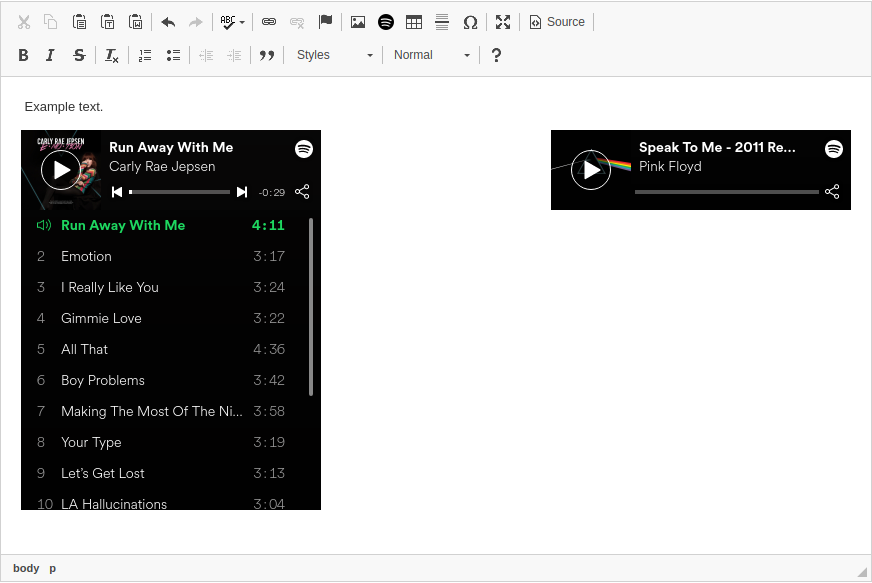 ABC
Source
B I S Tx
Styles Normal ?
Example text.
CARLY RAE JEPSEN
E•MO•TION
Run Away With Me
Carly Rae Jepsen
-0:29
Run Away With Me 4:11
2 Emotion 3:17
3 I Really Like You 3:24
4 Gimmie Love 3:22
5 All That 4:36
6 Boy Problems 3:42
7 Making The Most Of The Ni... 3:58
8 Your Type 3:19
9 Let's Get Lost 3:13
10 LA Hallucinations 3:04
Speak To Me - 2011 Re...
Pink Floyd
body p